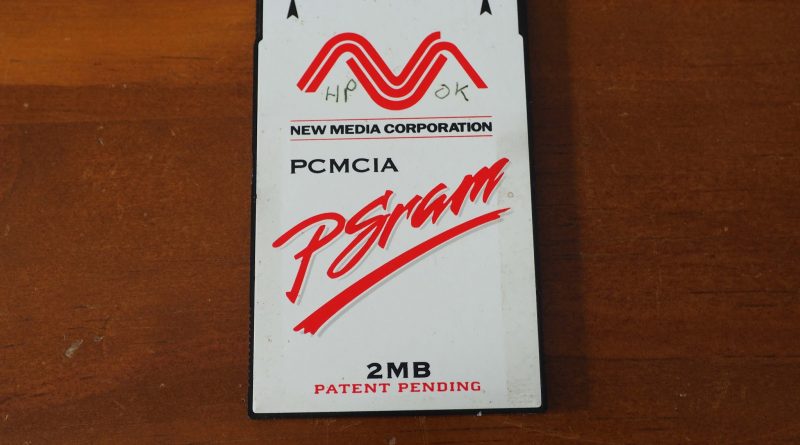 HP OK
NEW MEDIA CORPORATION
PCMCIA
PSram
2MB
PATENT PENDING